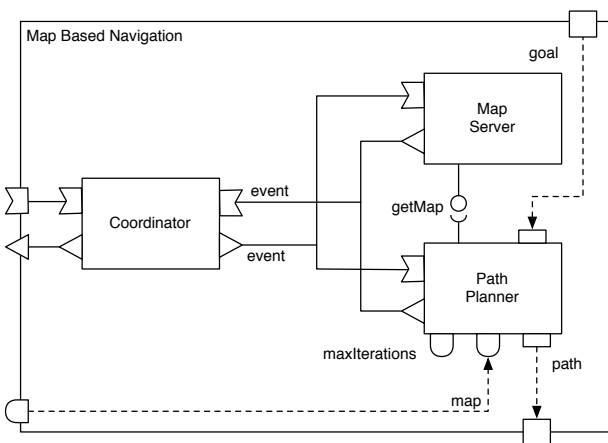 Map Based Navigation
goal
Map
Server
event
Coordinator
getMap
event
Path
Planner
maxIterations
path
map